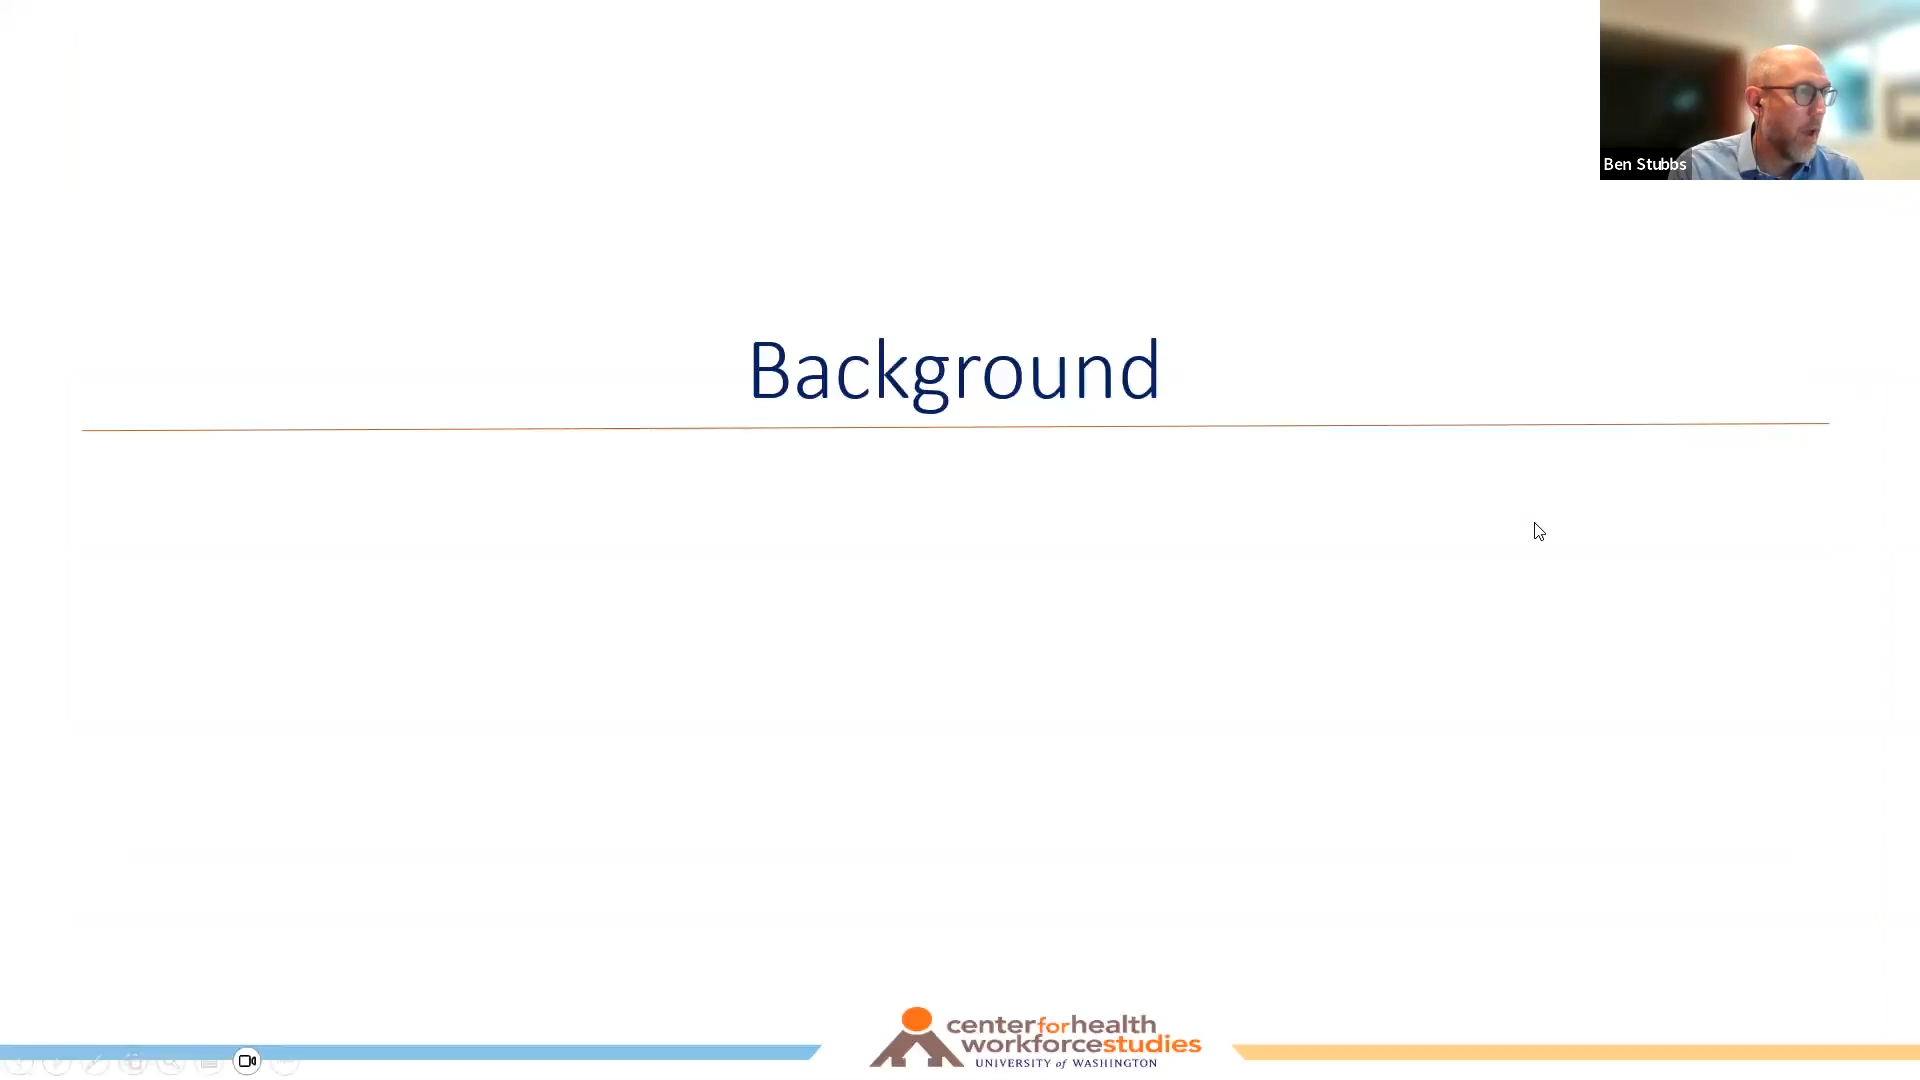 Ben Stubbs
Background
centerforhealth
workforcestudies
UNIVERSITY of WASHINGTON